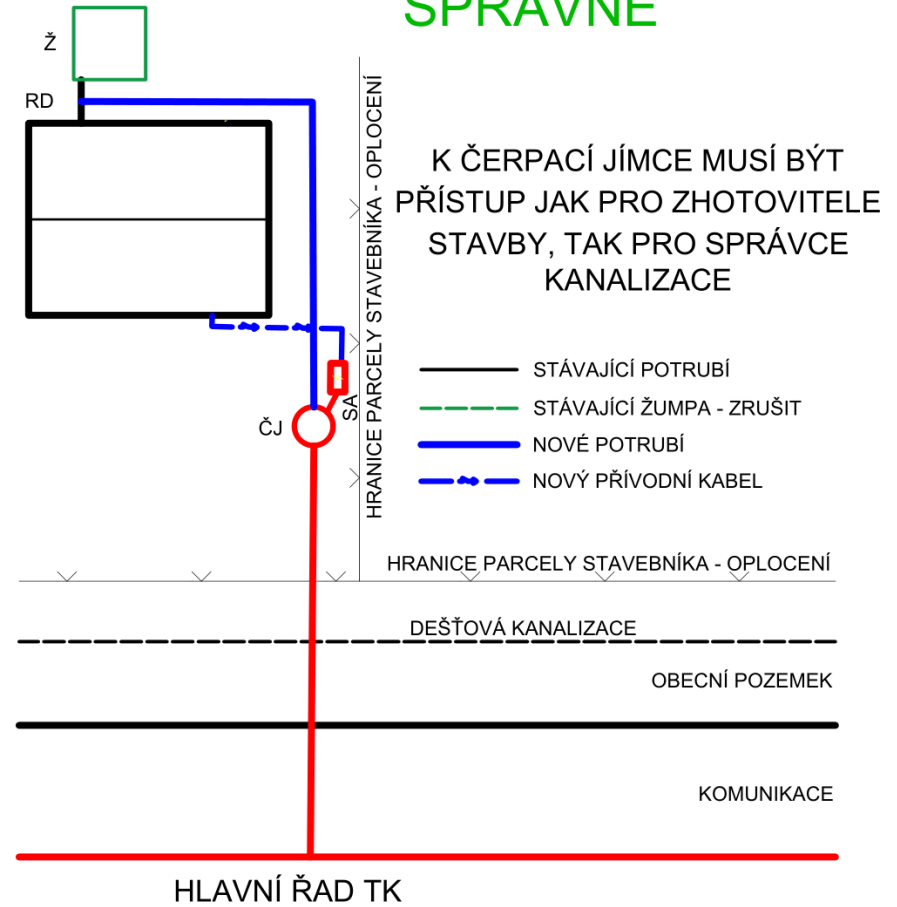 SPRÁVNĚ
Ž
RD
HRANICE PARCELY STAVEBNÍKA - OPLOCENÍ
K ČERPACÍ JÍMCE MUSÍ BÝT
PŘÍSTUP JAK PRO ZHOTOVITELE
STAVBY, TAK PRO SPRÁVCE
KANALIZACE
STÁVAJÍCÍ POTRUBÍ
STÁVAJÍCÍ ŽUMPA - ZRUŠIT
NOVÉ POTRUBÍ
NOVÝ PŘÍVODNÍ KABEL
SA
ČJ
HRANICE PARCELY STAVEBNÍKA - OPLOCENÍ
DEŠŤOVÁ KANALIZACE
OBECNÍ POZEMEK
KOMUNIKACE
HLAVNÍ ŘAD TK